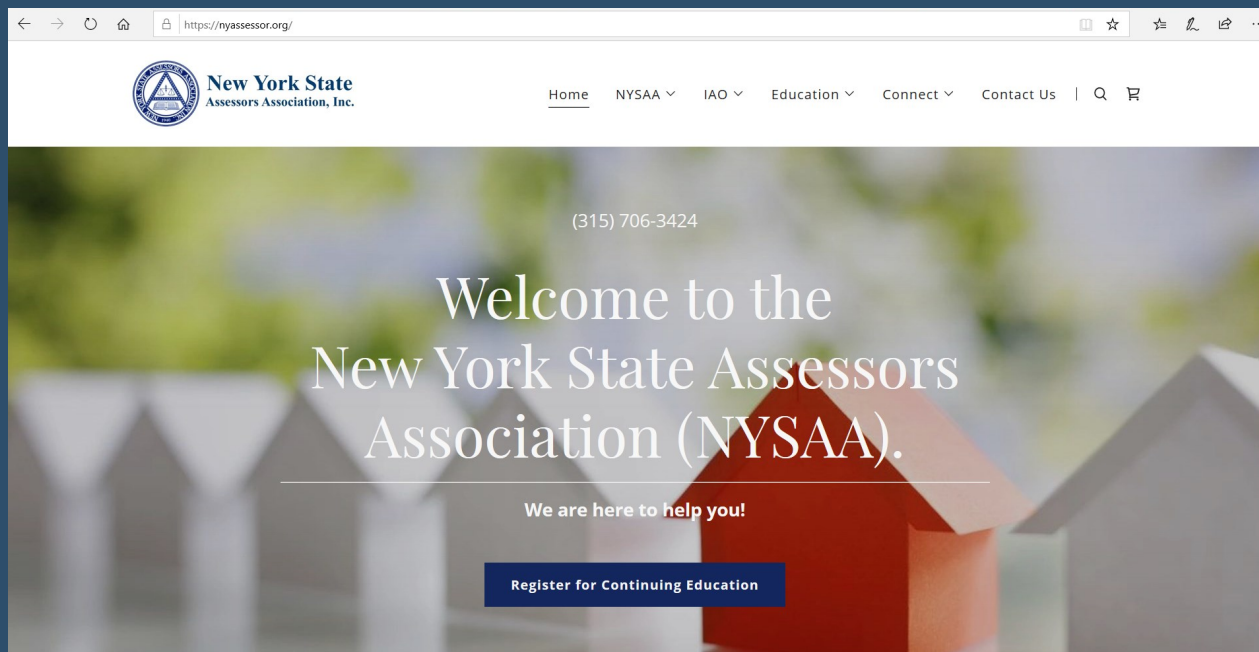 https://nyassessor.org/
New York State
Assessors Association, Inc.
Home NYSAA IAO Education Connect Contact Us
(315) 706-3424
Welcome to the
New York State Assessors
Association (NYSAA).
We are here to help you!
Register for Continuing Education